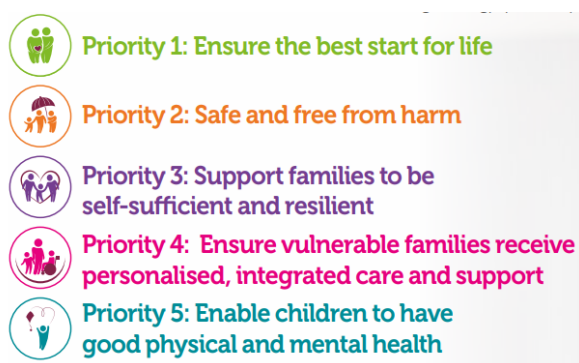 Priority 1: Ensure the best start for life
Priority 2: Safe and free from harm
Priority 3: Support families to be
self-sufficient and resilient
Priority 4:  Ensure vulnerable families receive
personalised, integrated care and support
Priority 5: Enable children to have
good physical and mental health